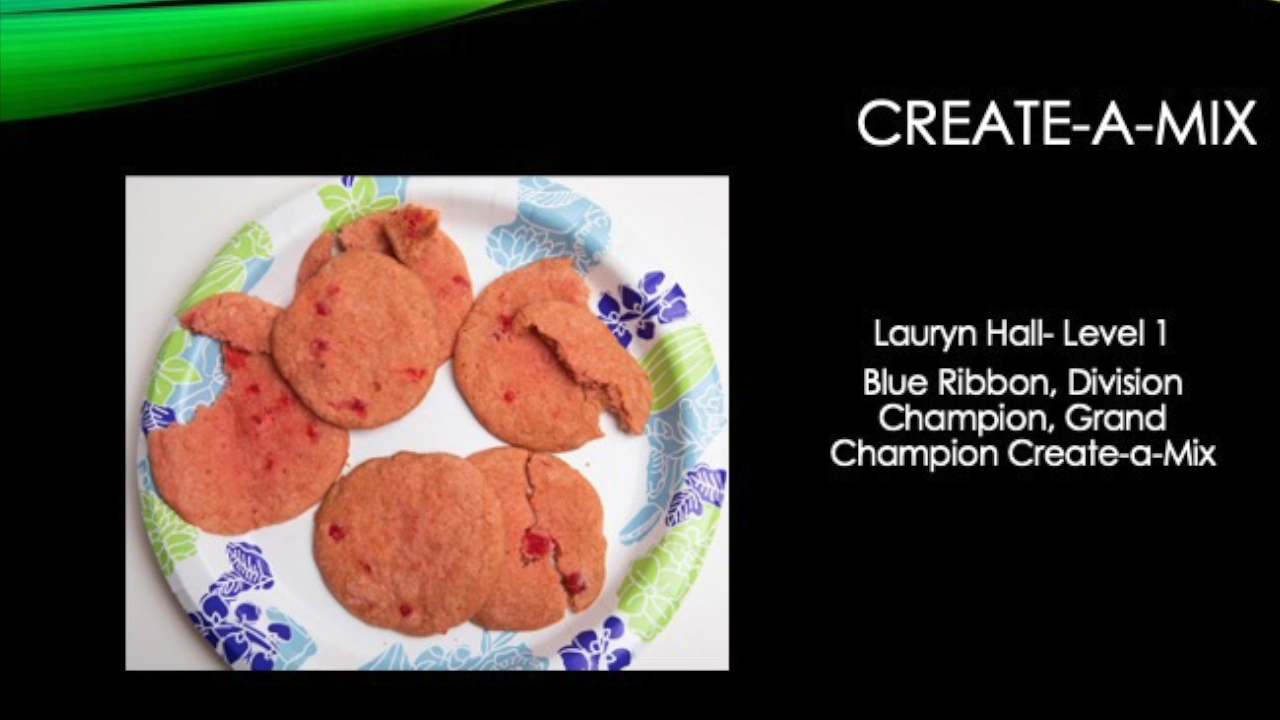 CREATE-A-MIX
Lauryn Hall- Level 1
Blue Ribbon, Division
Champion, Grand
Champion Create-a-Mix